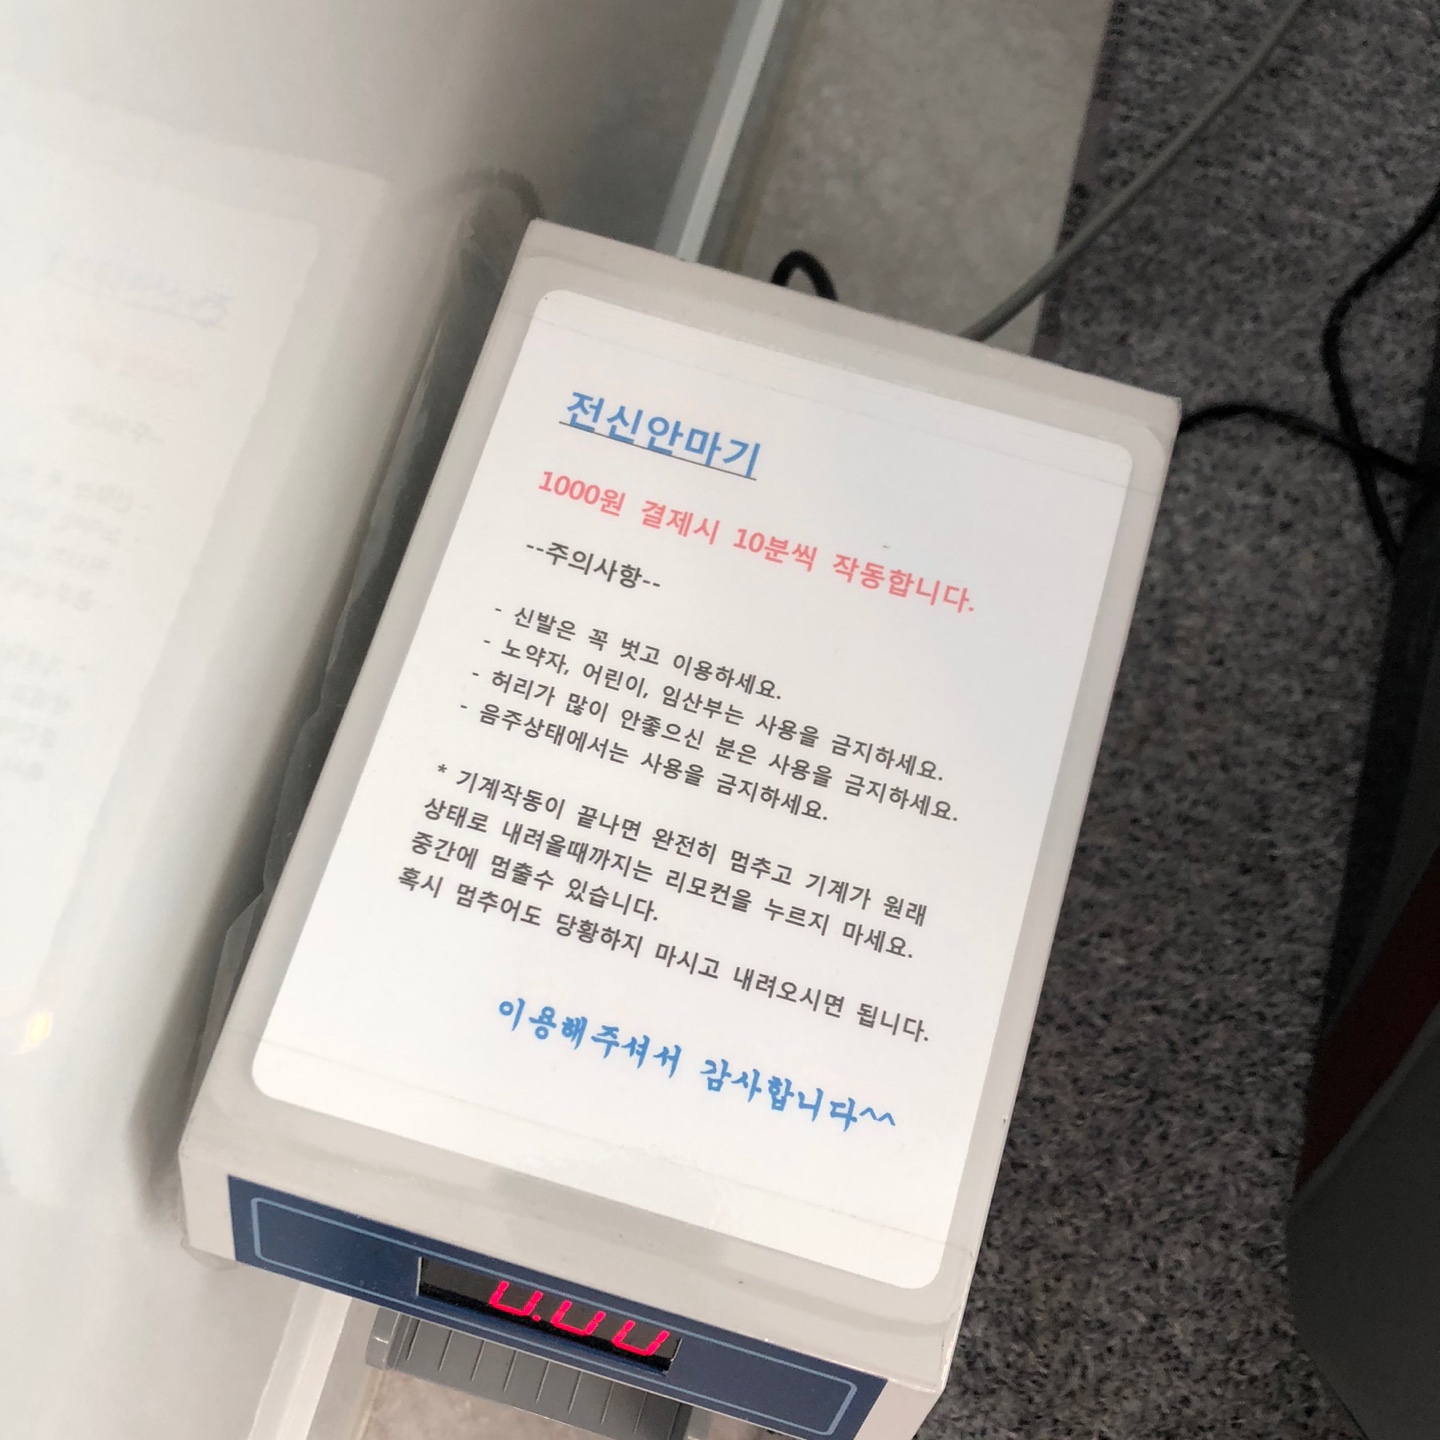 전신안마기
1000원 결제시 10분씩 작동합니다.
--주의사항--
- 신발은 꼭 벗고 이용하세요.
- 노약자, 어린이, 임산부는 사용을 금지하세요.
- 허리가 많이 안좋으신 분은 사용을 금지하세요.
- 음주상태에서는 사용을 금지하세요.
* 기계작동이 끝나면 완전히 멈추고 기계가 원래
상태로 내려올때까지는 리모컨을 누르지 마세요.
중간에 멈출수 있습니다.
혹시 멈추어도 당황하지 마시고 내려오시면 됩니다.
이용해주셔서 감사합니다^^